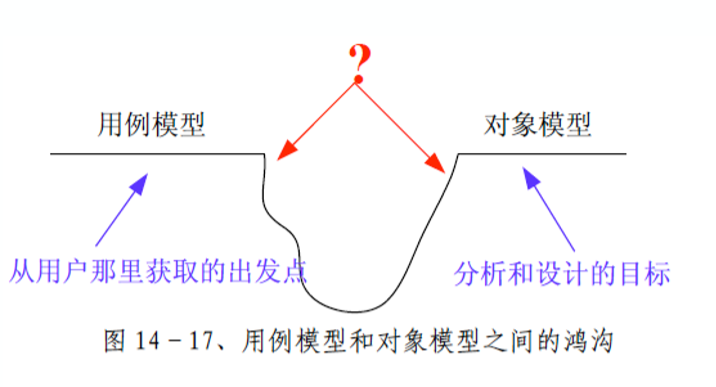 ?
用例模型
对象模型
从用户那里获取的出发点
分析和设计的目标
图 14-17、用例模型和对象模型之间的鸿沟